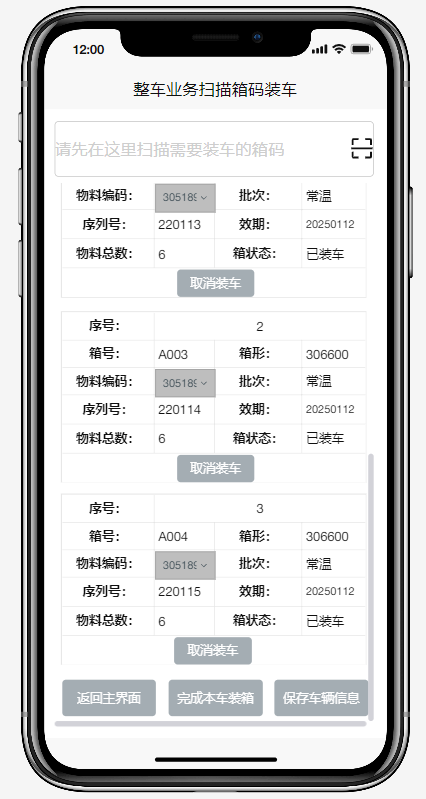 12:00
整车业务扫描箱码装车
请先在这里扫描需要装车的箱码
物料编码： 305189 批次： 常温
序列号： 220113 效期： 20250112
物料总数： 6 箱状态： 已装车
取消装车
序号： 2
箱号： A003 箱形： 306600
物料编码： 305189 批次： 常温
序列号： 220114 效期： 20250112
物料总数： 6 箱状态： 已装车
取消装车
序号： 3
箱号： A004 箱形： 306600
物料编码： 305189 批次： 常温
序列号： 220115 效期： 20250112
物料总数： 6 箱状态： 已装车
取消装车
返回主界面 完成本车装箱 保存车辆信息